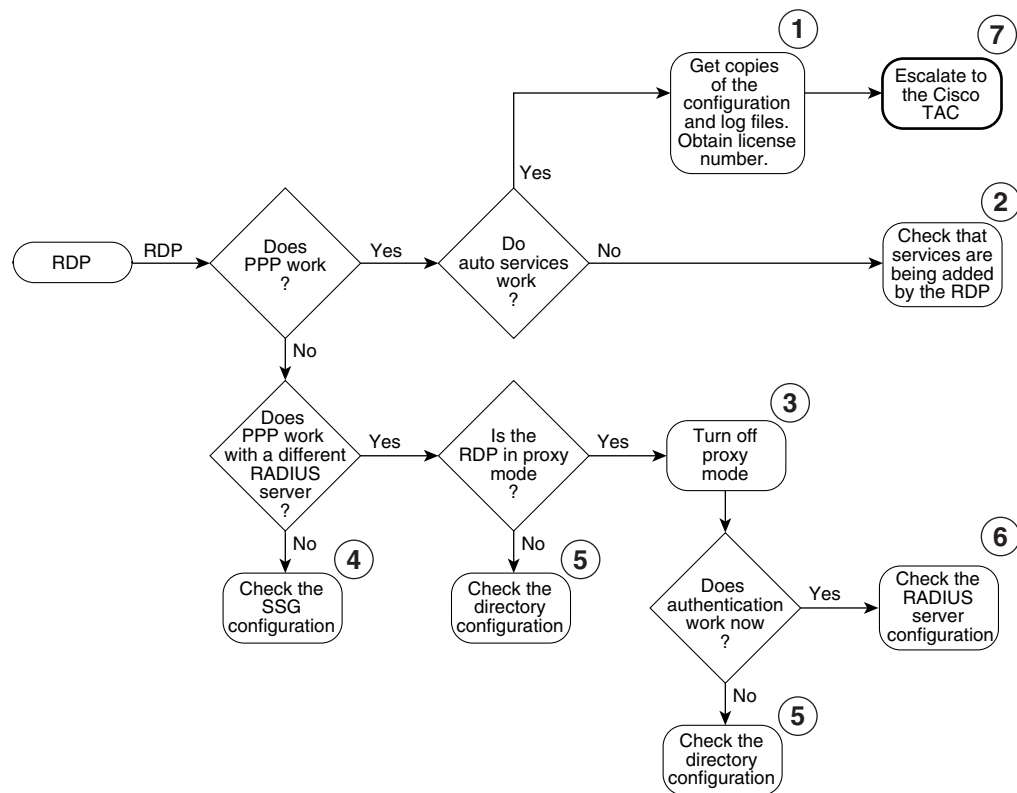 1
7
Get copies
of the
configuration
and log files.
Obtain license
number.
Escalate to
the Cisco
TAC
Yes
2
RDP
RDP
Does
PPP work
?
Yes
Do
auto services
work
?
No
Check that
services are
being added
by the RDP
No
3
Does
PPP work
with a different
RADIUS
server
?
Yes
Is the
RDP in proxy
mode
?
Yes
Turn off
proxy
mode
No
4
No
5
6
Check the
SSG
configuration
Check the
directory
configuration
Does
authentication
work now
?
Yes
Check the
RADIUS
server
configuration
No
5
Check the
directory
configuration